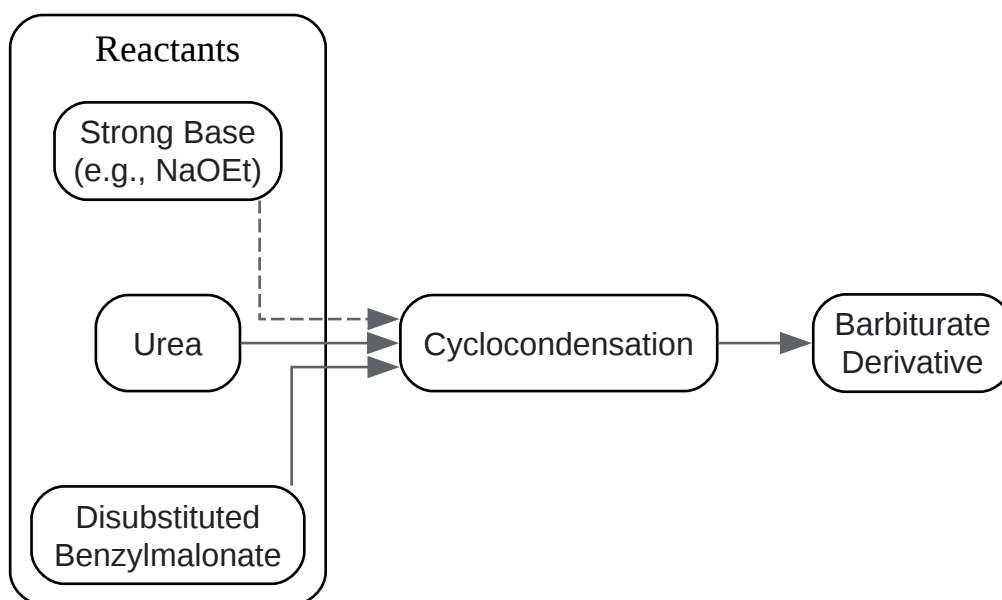 Reactants
Strong Base
(e.g., NaOEt)
Urea
Disubstituted
Benzylmalonate
Cyclocondensation
Barbiturate
Derivative